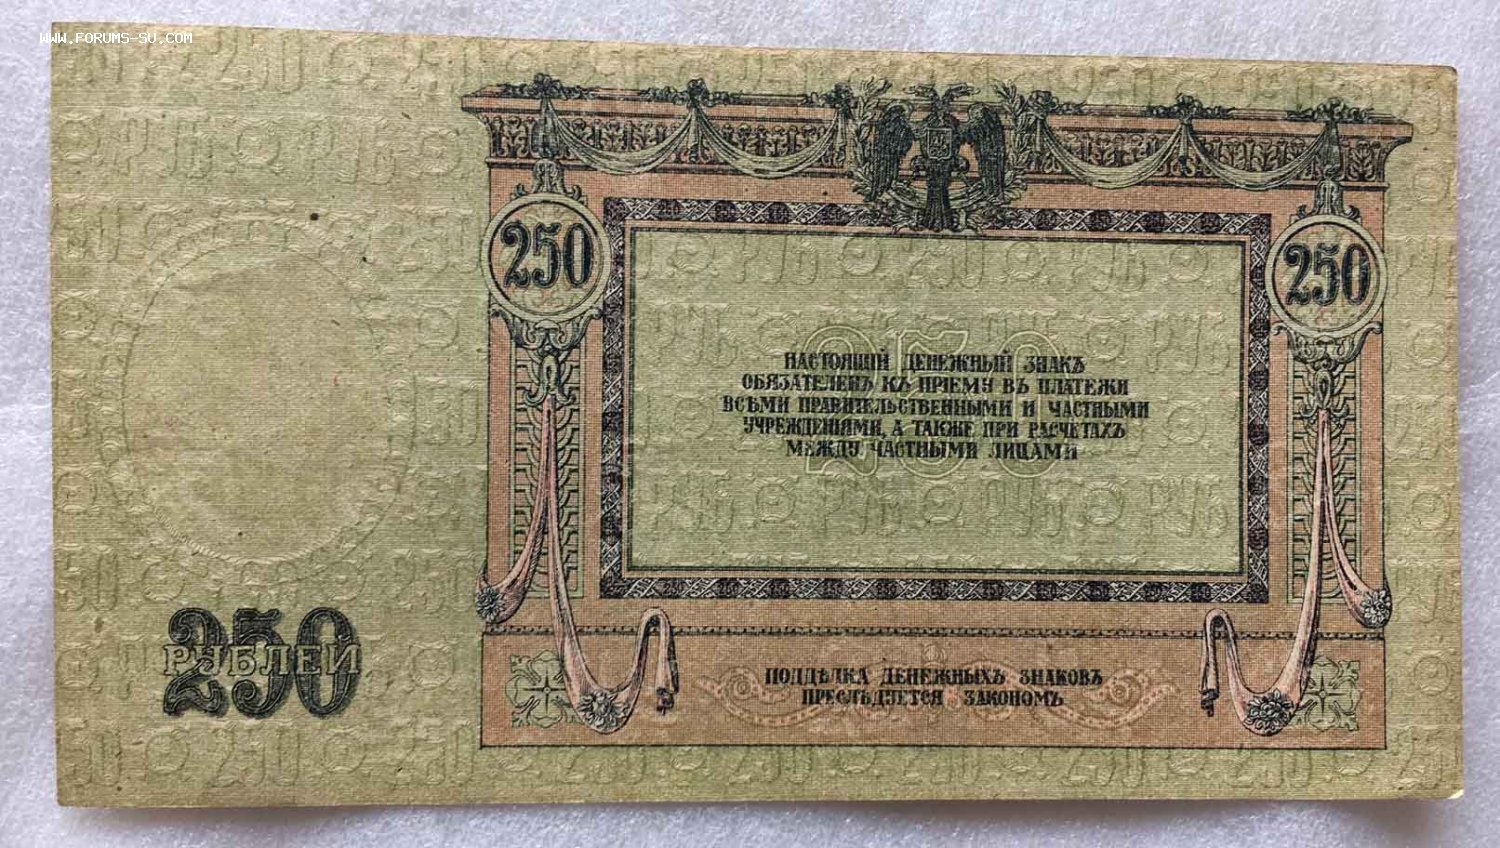 WWW.FORUMS-SU.COM
250
250
НАСТОЯЩІЙ ДЕНЕЖНЫЙ ЗНАКЪ
ОБЯЗАТЕЛЕНЪ КЪ ПРІЕМУ ВЪ ПЛАТЕЖИ
ВСѢМИ ПРАВИТЕЛЬСТВЕННЫМИ И ЧАСТНЫМИ
УЧРЕЖДЕНІЯМИ, А ТАКЖЕ ПРИ РАСЧЕТАХЪ
МЕЖДУ ЧАСТНЫМИ ЛИЦАМИ
250
250
РУБЛЕЙ
ПОДДѢЛКА ДЕНЕЖНЫХЪ ЗНАКОВЪ
ПРЕСЛѢДУЕТСЯ ЗАКОНОМЪ